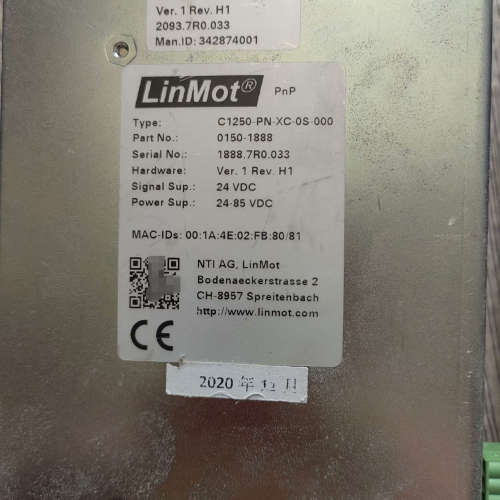 Ver. 1 Rev. H1
2093.7R0.033
Man.ID: 342874001
LinMot® PnP
Type: C1250-PN-XC-0S-000
Part No.: 0150-1888
Serial No.: 1888.7R0.033
Hardware: Ver. 1 Rev. H1
Signal Sup.: 24 VDC
Power Sup.: 24-85 VDC
MAC-IDs: 00:1A:4E:02:FB:80/81
NTI AG, LinMot
Bodenaeckerstrasse 2
CH-8957 Spreitenbach
http://www.linmot.com
CE
2020 年 12 月